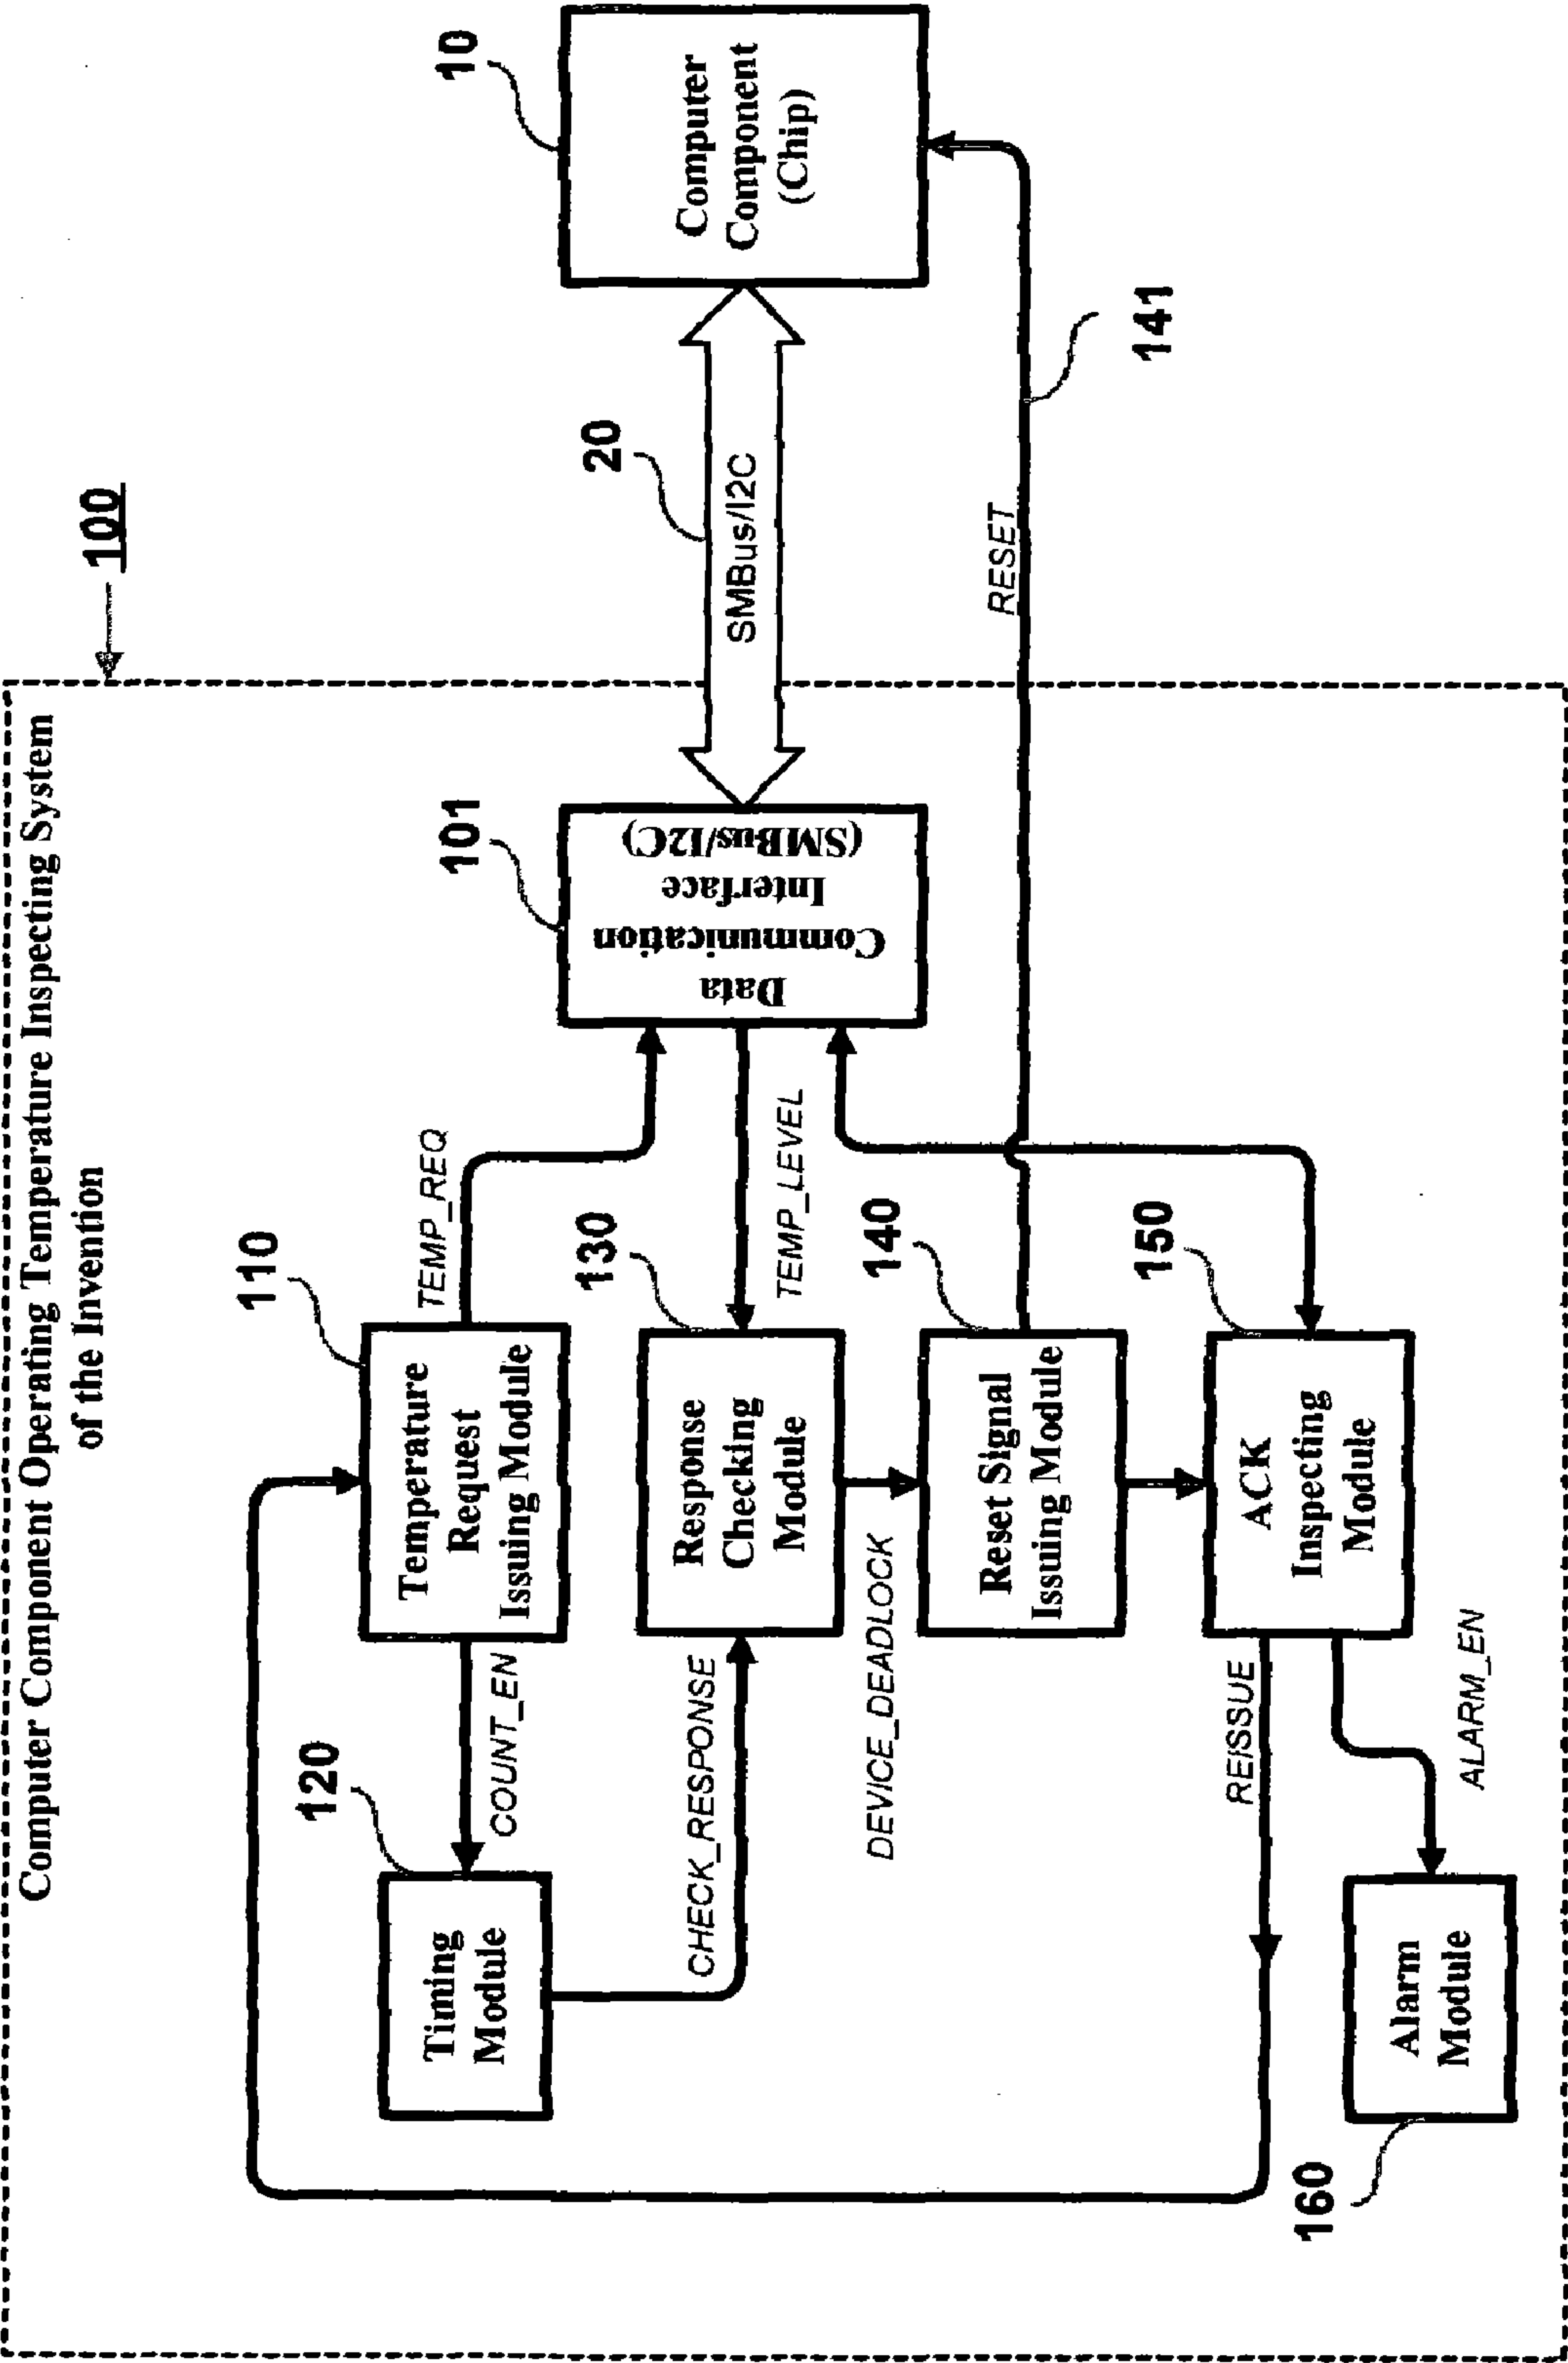 Computer Component Operating Temperature Inspecting System
of the Invention
100
110
Temperature
Request
Issuing Module
TEMP_REQ
COUNT_EN
120
Timing
Module
CHECK_RESPONSE
130
Response
Checking
Module
TEMP_LEVEL
DEVICE_DEADLOCK
140
Reset Signal
Issuing Module
RESET
141
150
ACK
Inspecting
Module
REISSUE
ALARM_EN
160
Alarm
Module
101
Data
Communication
Interface
(SMBus/I2C)
20
SMBus/I2C
10
Computer
Component
(Chip)